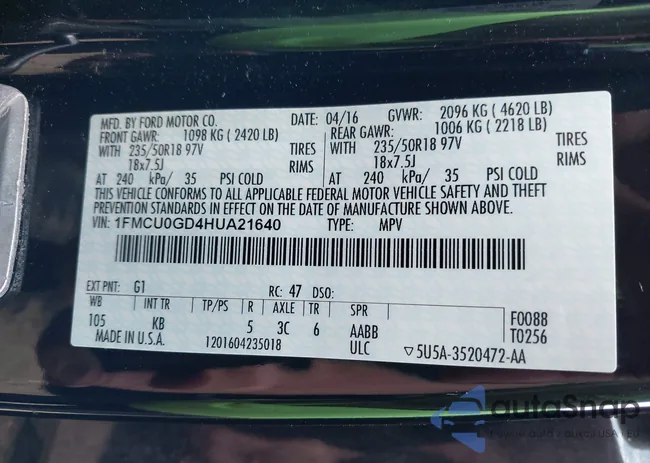 MFD. BY FORD MOTOR CO. DATE: 04/16 GVWR: 2096 KG ( 4620 LB)
FRONT GAWR: 1098 KG ( 2420 LB) REAR GAWR: 1006 KG ( 2218 LB)
WITH 235/50R18 97V TIRES WITH 235/50R18 97V TIRES
18x7.5J RIMS 18x7.5J RIMS
AT 240 kPa/ 35 PSI COLD AT 240 kPa/ 35 PSI COLD
THIS VEHICLE CONFORMS TO ALL APPLICABLE FEDERAL MOTOR VEHICLE SAFETY AND THEFT
PREVENTION STANDARDS IN EFFECT ON THE DATE OF MANUFACTURE SHOWN ABOVE.
VIN: 1FMCU0GD4HUA21640 TYPE: MPV
EXT PNT: G1 RC: 47 DSO:
WB INT TR TP/PS R A TR SPR F0088
105 KB 5 3C 6 AABB T0256
MADE IN U.S.A. 1201604235018 ULC ▽5U5A-3520472-AA
autoSnap